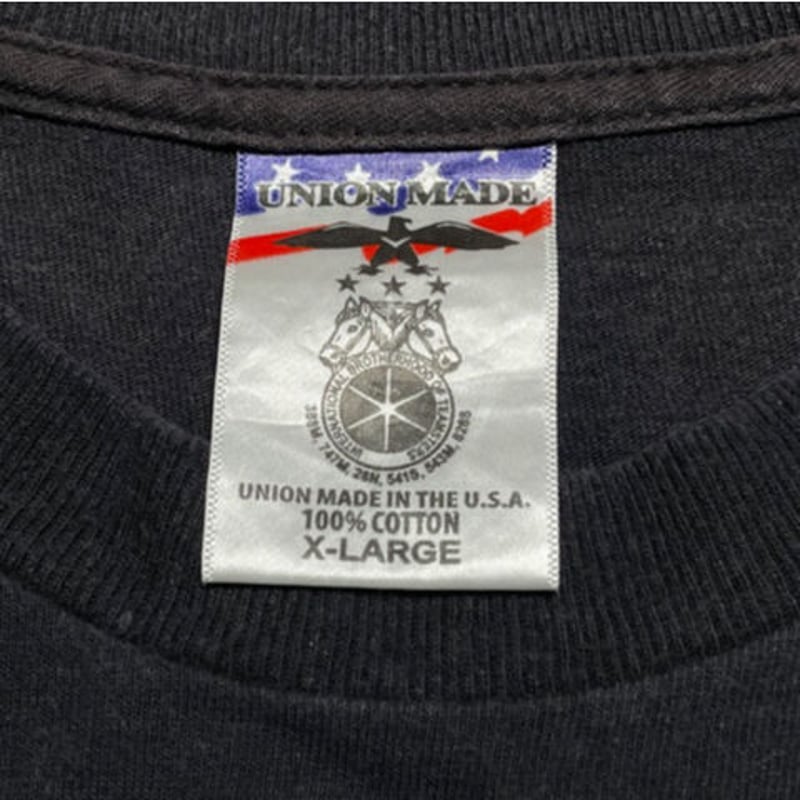 UNION MADE
INTERNATIONAL BROTHERHOOD OF TEAMSTERS
UNION MADE IN THE U.S.A.
100% COTTON
X-LARGE